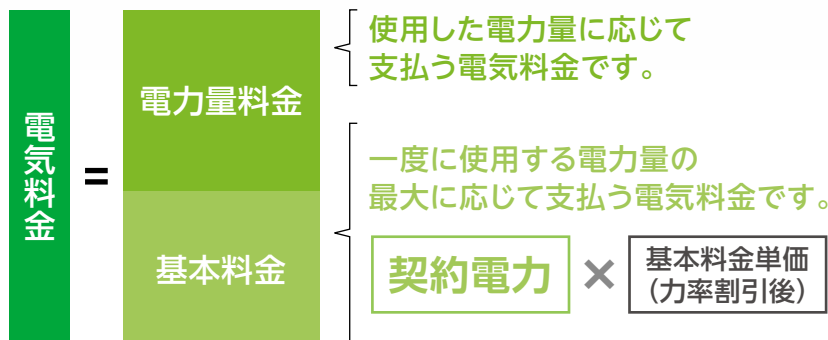 電気料金
=
電力量料金
使用した電力量に応じて
支払う電気料金です。
基本料金
一度に使用する電力量の
最大に応じて支払う電気料金です。
契約電力
×
基本料金単価
（力率割引後）